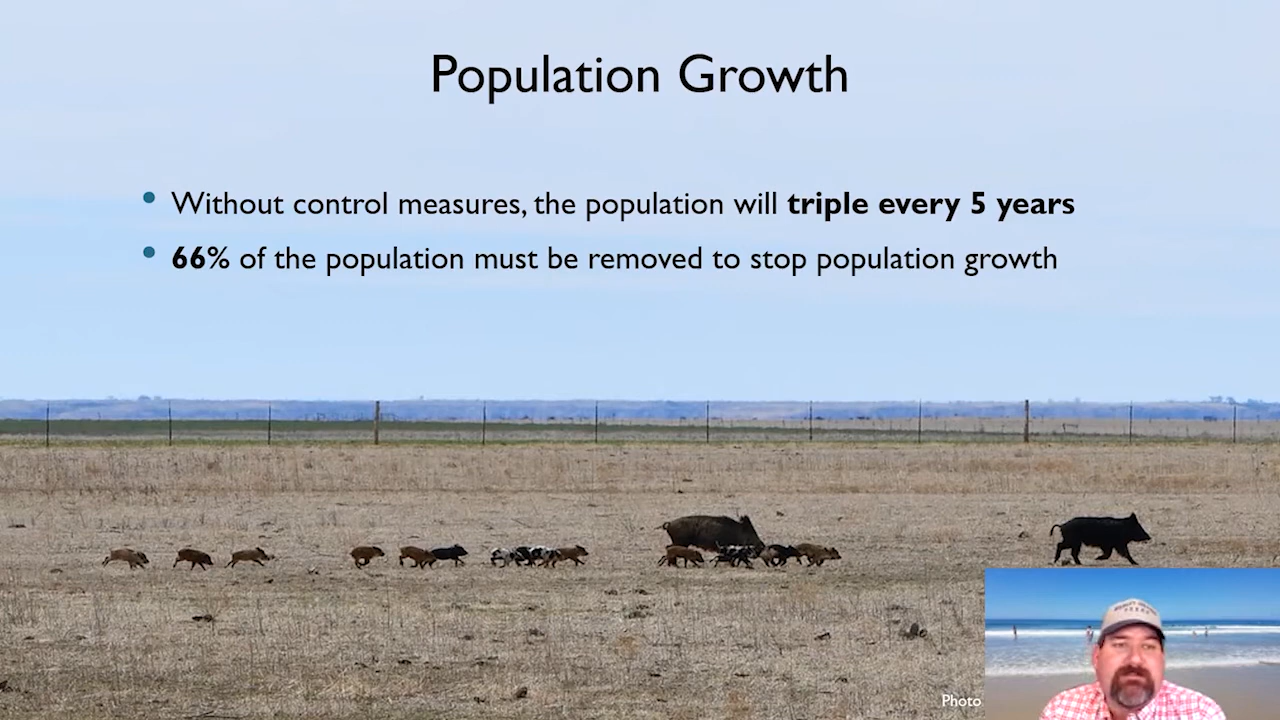 Population Growth
• Without control measures, the population will triple every 5 years
• 66% of the population must be removed to stop population growth
Photo